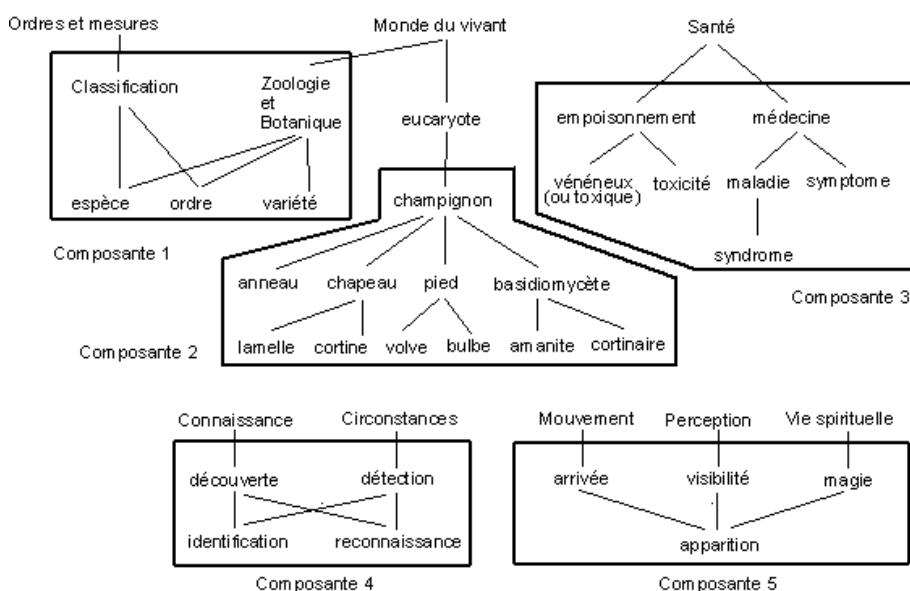 Ordres et mesures
Monde du vivant
Santé
Classification
Zoologie
et
Botanique
eucaryote
empoisonnement
médecine
espèce
ordre
variété
champignon
vénéneux
(ou toxique)
toxicité
maladie
symptome
syndrome
Composante 1
anneau
chapeau
pied
basidiomycète
Composante 3
lamelle
cortine
volve
bulbe
amanite
cortinaire
Composante 2
Connaissance
Circonstances
Mouvement
Perception
Vie spirituelle
découverte
détection
arrivée
visibilité
magie
identification
reconnaissance
apparition
Composante 4
Composante 5